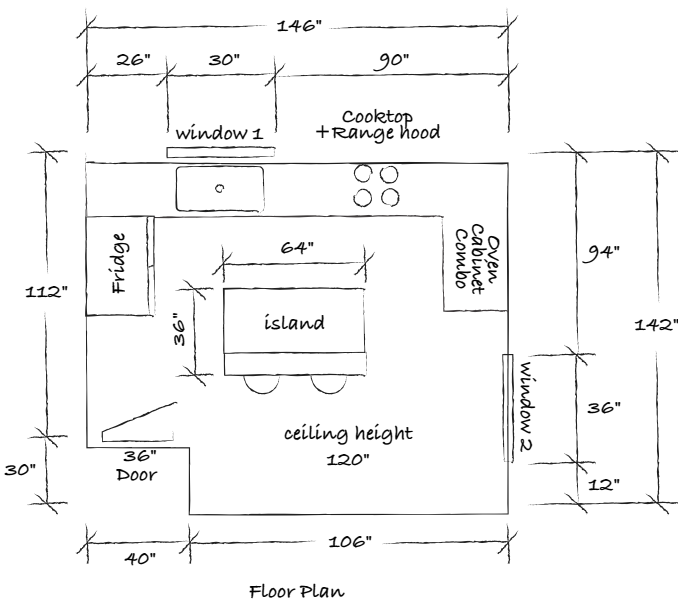 146"
26"
30"
90"
Cooktop
+Range hood
window 1
Fridge
Oven
Cabinet
Combo
64"
36"
island
112"
94"
142"
window 2
36"
ceiling height
120"
36"
Door
30"
12"
40"
106"
Floor Plan